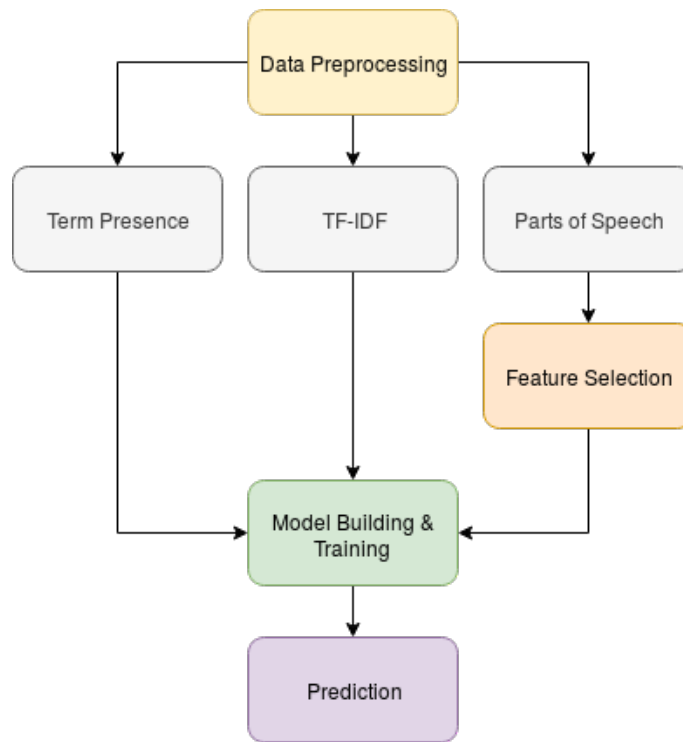 Data Preprocessing
Term Presence
TF-IDF
Parts of Speech
Feature Selection
Model Building &
Training
Prediction